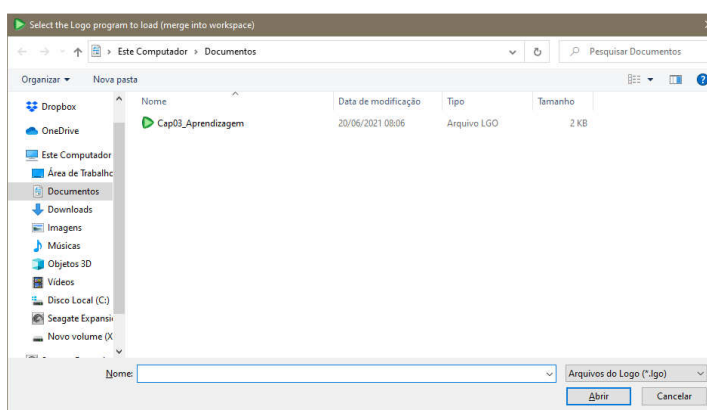 Select the Logo program to load (merge into workspace)
Este Computador > Documentos
Pesquisar Documentos
Organizar
Nova pasta
Nome
Data de modificação
Tipo
Tamanho
Dropbox
OneDrive
Este Computador
Área de Trabalho
Documentos
Downloads
Imagens
Músicas
Objetos 3D
Vídeos
Disco Local (C:)
Seagate Expansi
Novo volume (X
Cap03_Aprendizagem
20/06/2021 08:06
Arquivo LGO
2 KB
Nome:
Arquivos do Logo (*.lgo)
Abrir
Cancelar